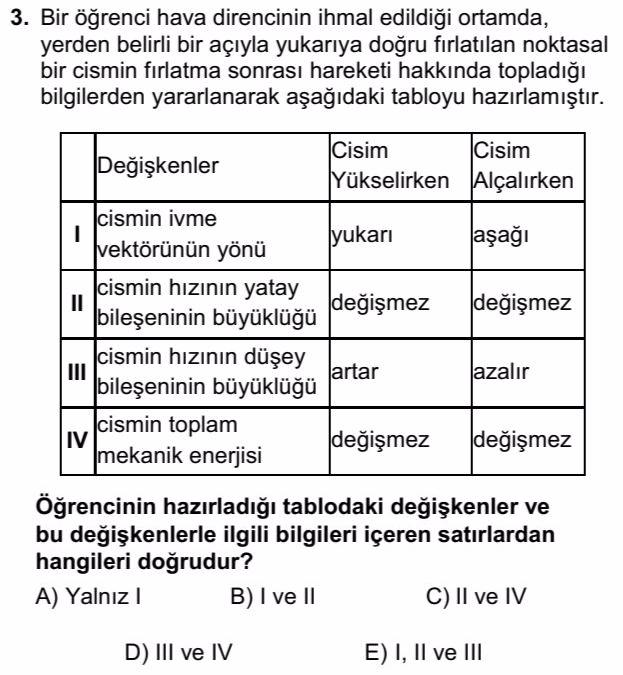 3. Bir öğrenci hava direncinin ihmal edildiği ortamda,
yerden belirli bir açıyla yukarıya doğru fırlatılan noktasal
bir cismin fırlatma sonrası hareketi hakkında topladığı
bilgilerden yararlanarak aşağıdaki tabloyu hazırlamıştır.
Değişkenler
Cisim
Yükselirken
Cisim
Alçalırken
I
cismin ivme
vektörünün yönü
yukarı
aşağı
II
cismin hızının yatay
bileşeninin büyüklüğü
değişmez
değişmez
III
cismin hızının düşey
bileşeninin büyüklüğü
artar
azalır
IV
cismin toplam
mekanik enerjisi
değişmez
değişmez
Öğrencinin hazırladığı tablodaki değişkenler ve
bu değişkenlerle ilgili bilgileri içeren satırlardan
hangileri doğrudur?
A) Yalnız I B) I ve II C) II ve IV
D) III ve IV E) I, II ve III